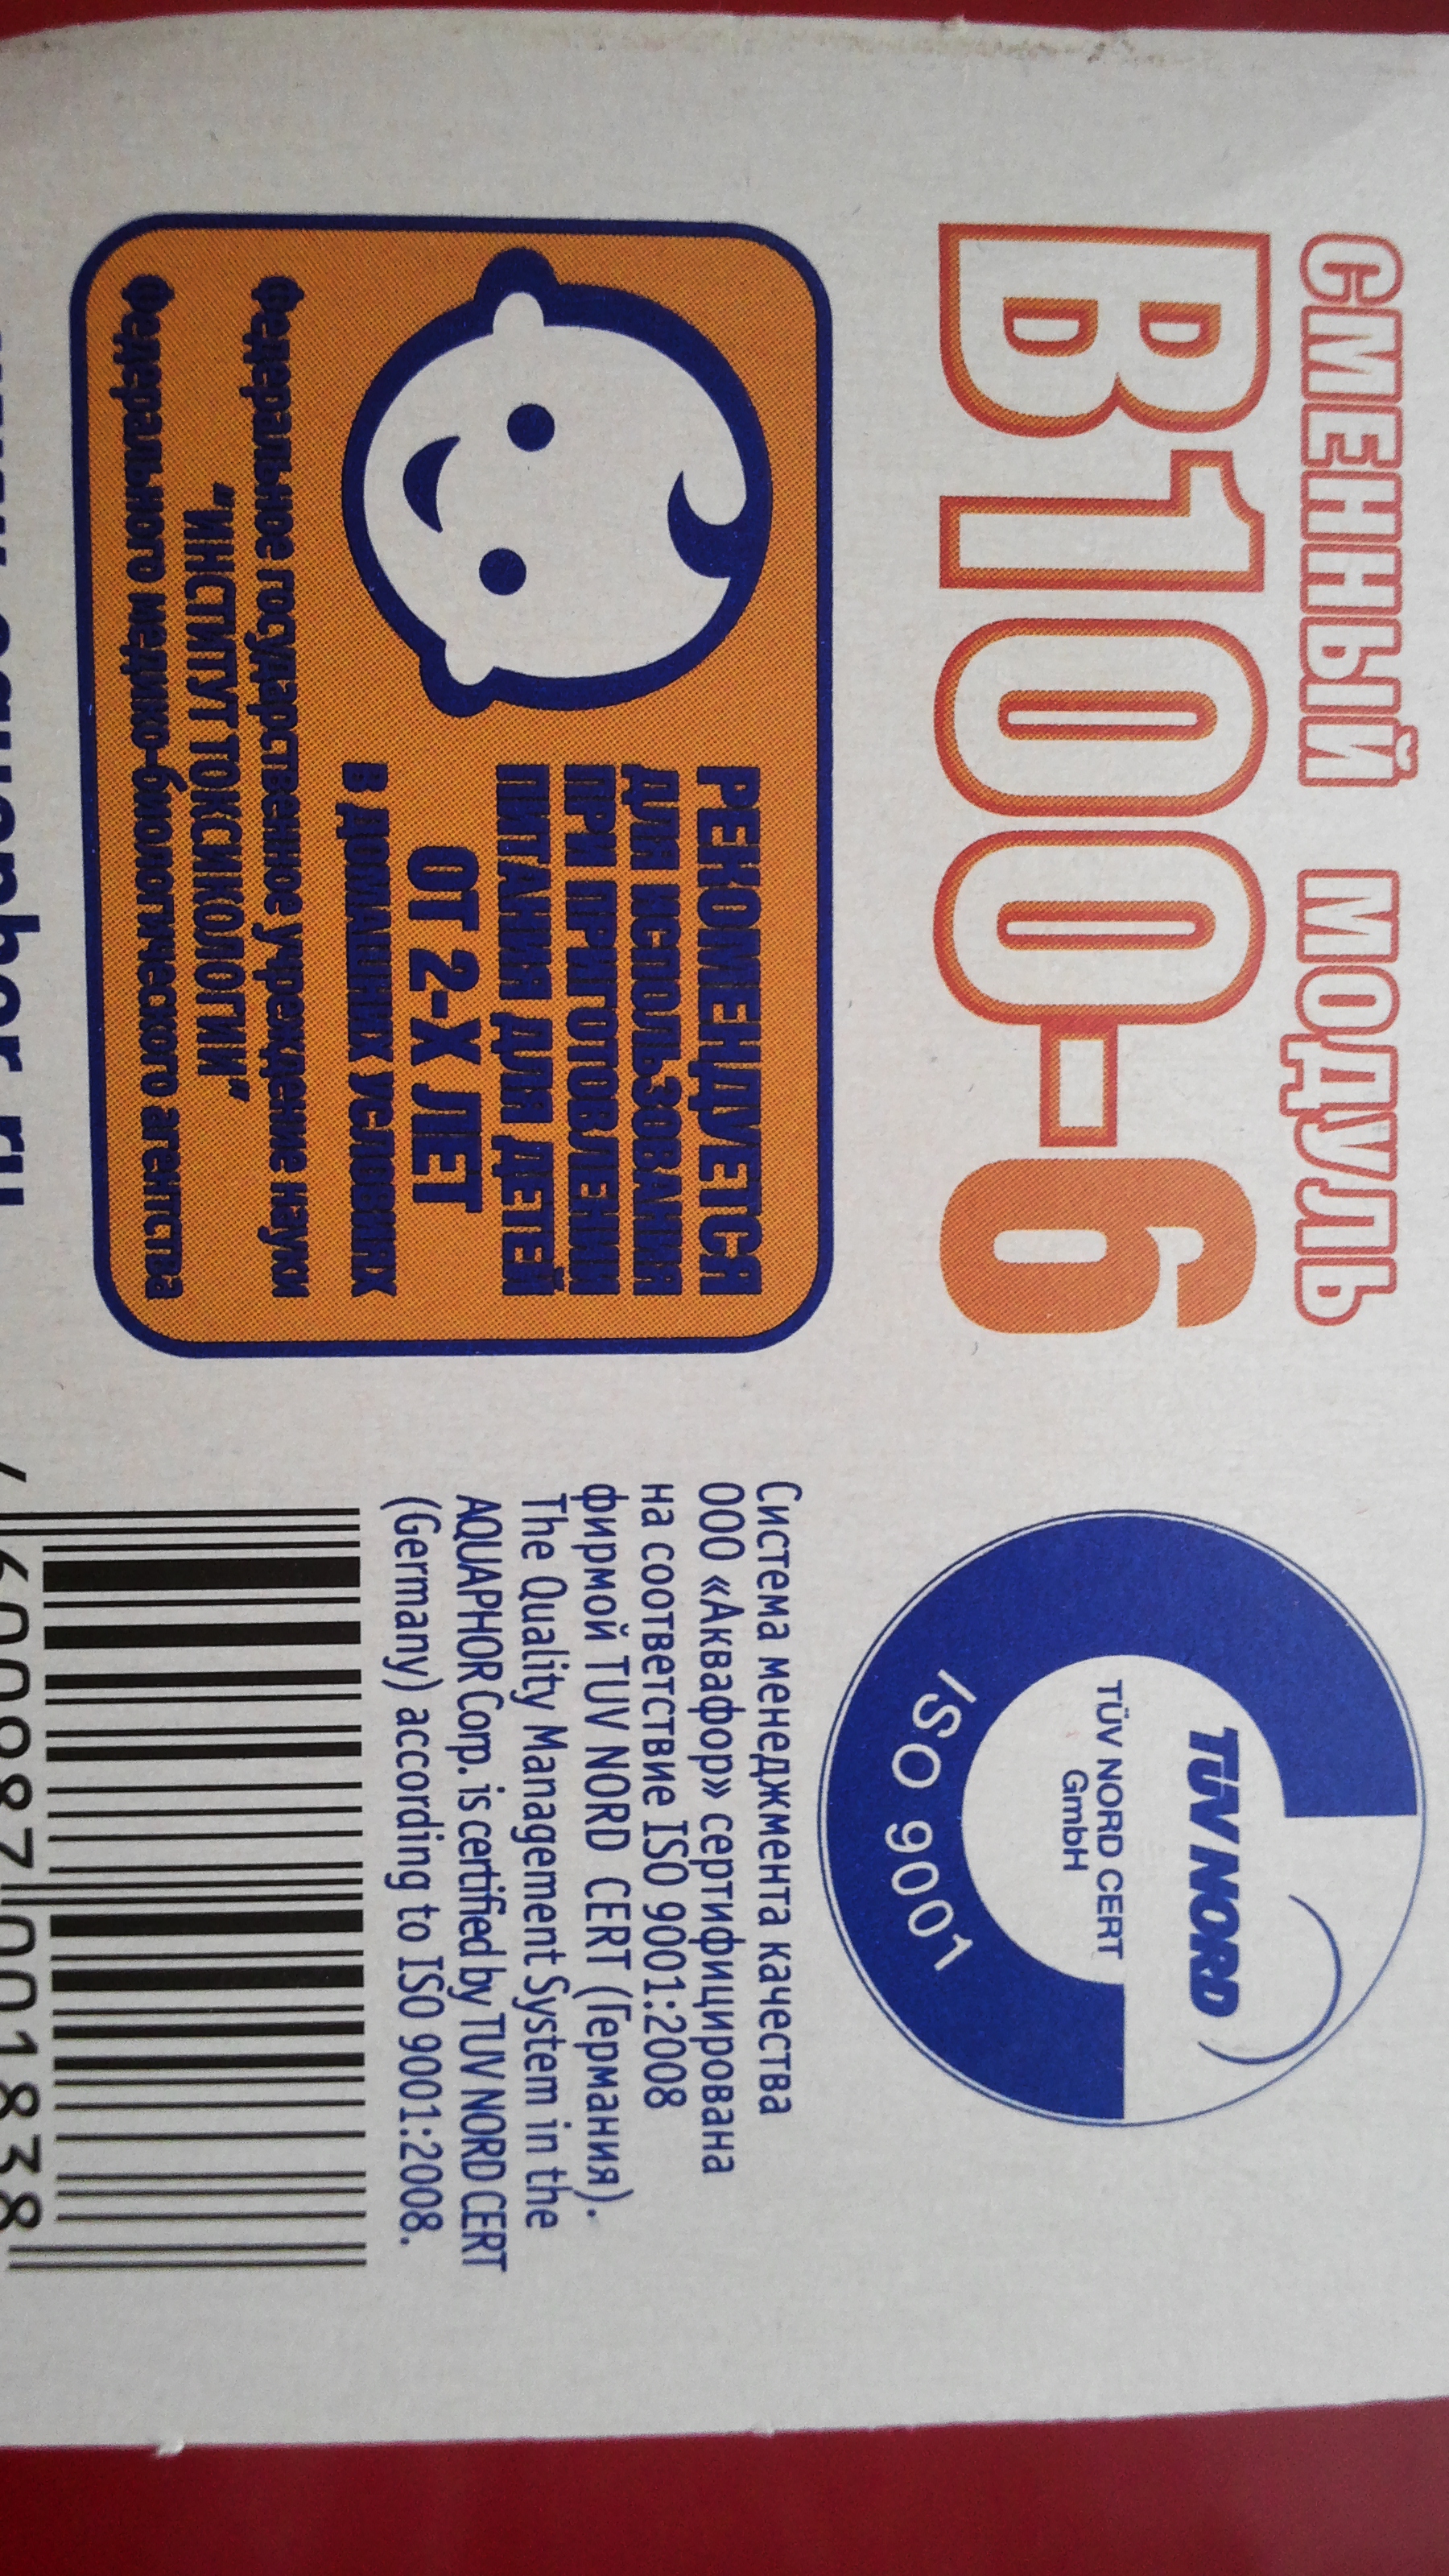 СМЕННЫЙ МОДУЛЬ
B100-6
РЕКОМЕНДУЕТСЯ
ДЛЯ ИСПОЛЬЗОВАНИЯ
ПРИ ПРИГОТОВЛЕНИИ
ПИТАНИЯ ДЛЯ ДЕТЕЙ
ОТ 2-Х ЛЕТ
В ДОМАШНИХ УСЛОВИЯХ
Федеральное государственное учреждение науки
"ИНСТИТУТ ТОКСИКОЛОГИИ"
Федерального медико-биологического агентства
TÜV NORD
TÜV NORD CERT
GmbH
ISO 9001
Система менеджмента качества
ООО «Аквафор» сертифицирована
на соответствие ISO 9001:2008
фирмой TUV NORD CERT (Германия).
The Quality Management System in the
AQUAPHOR Corp. is certified by TUV NORD CERT
(Germany) according to ISO 9001:2008.
4600987001838